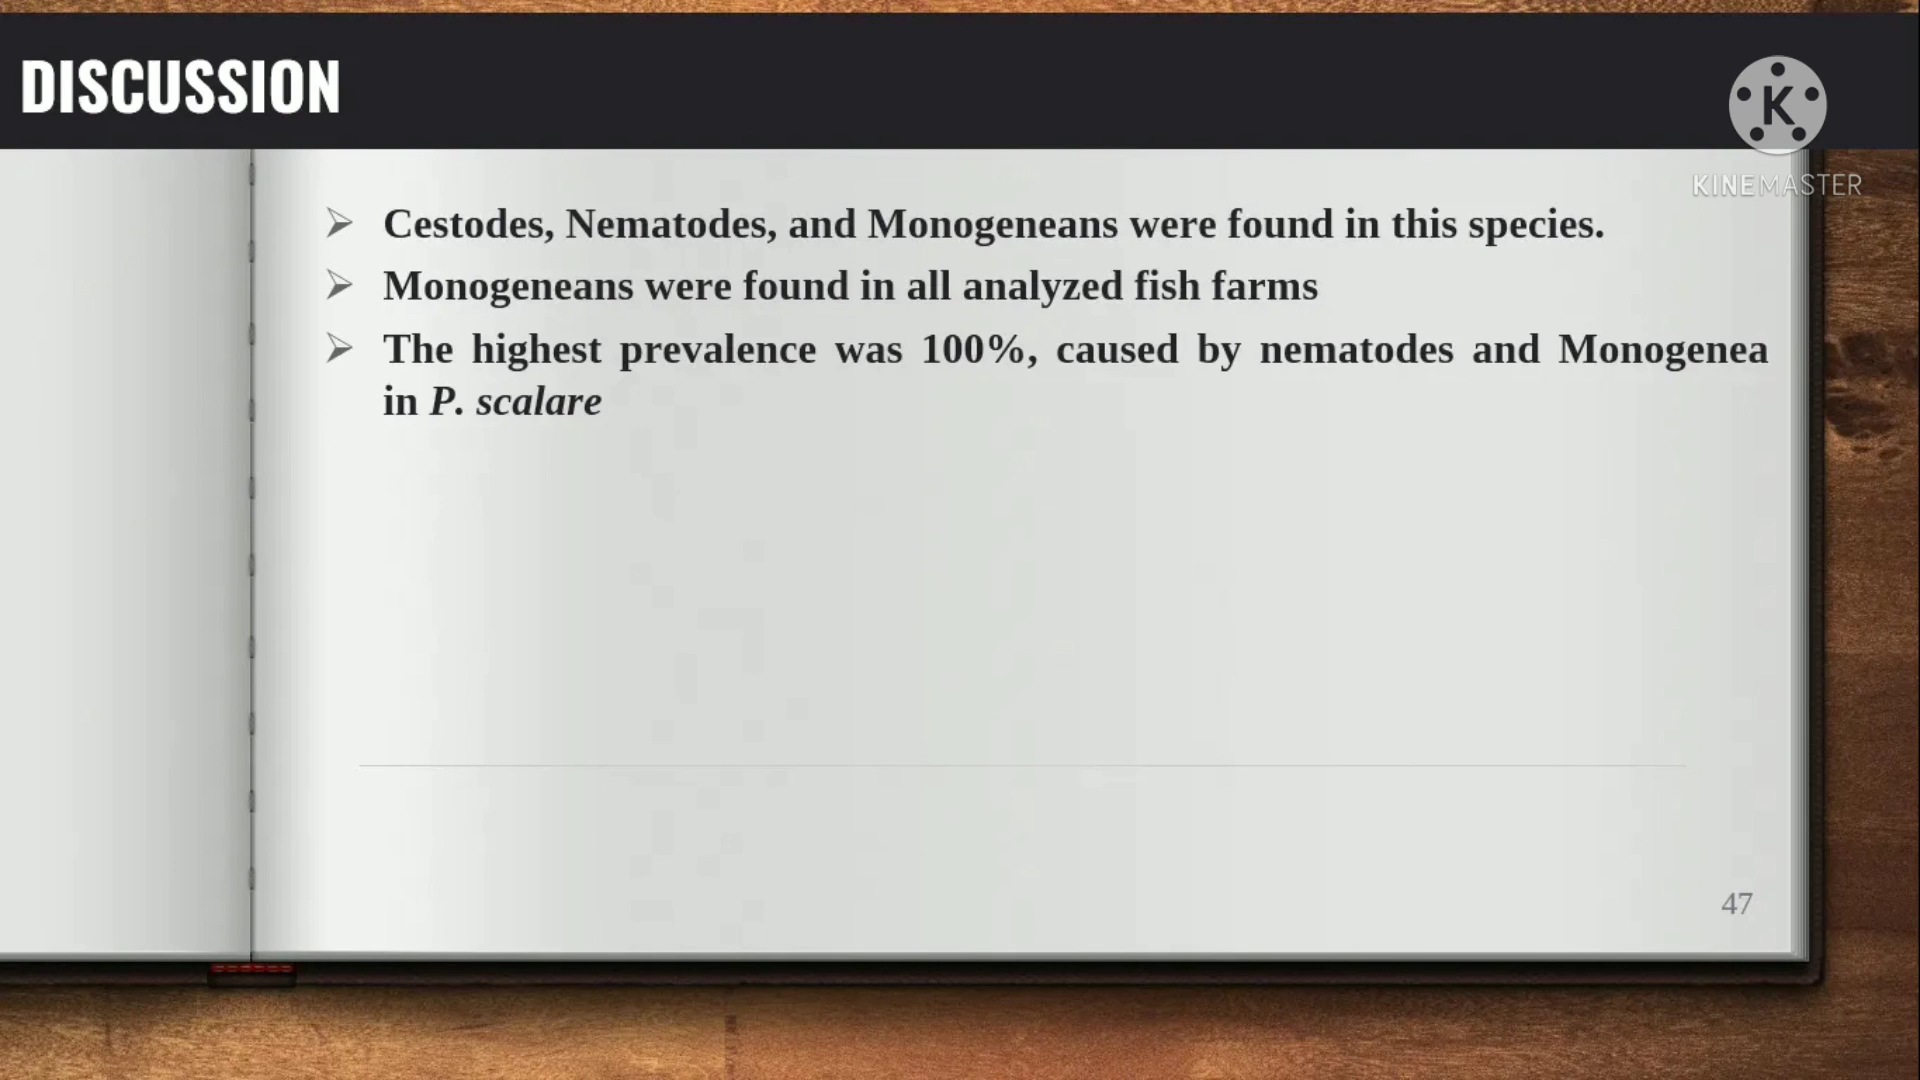 DISCUSSION
K
KINEMASTER
➢ Cestodes, Nematodes, and Monogeneans were found in this species.
➢ Monogeneans were found in all analyzed fish farms
➢ The highest prevalence was 100%, caused by nematodes and Monogenea
in P. scalare
47